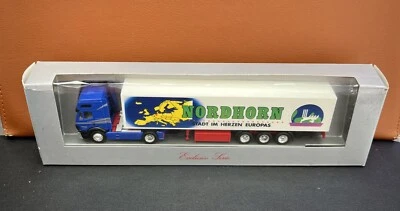 NORDHORN
STADT IM HERZEN EUROPAS
Exclusiv Serie